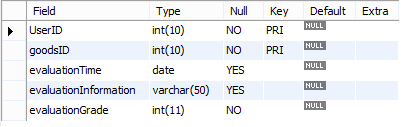 Field Type Null Key Default Extra
UserID int(10) NO PRI NULL
goodsID int(10) NO PRI NULL
evaluationTime date YES NULL
evaluationInformation varchar(50) YES NULL
evaluationGrade int(11) NO NULL